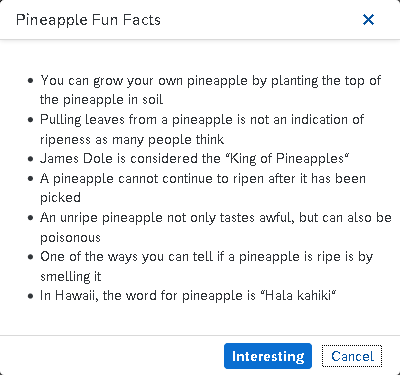 Pineapple Fun Facts
• You can grow your own pineapple by planting the top of
the pineapple in soil
• Pulling leaves from a pineapple is not an indication of
ripeness as many people think
• James Dole is considered the “King of Pineapples“
• A pineapple cannot continue to ripen after it has been
picked
• An unripe pineapple not only tastes awful, but can also be
poisonous
• One of the ways you can tell if a pineapple is ripe is by
smelling it
• In Hawaii, the word for pineapple is “Hala kahiki“
Interesting Cancel